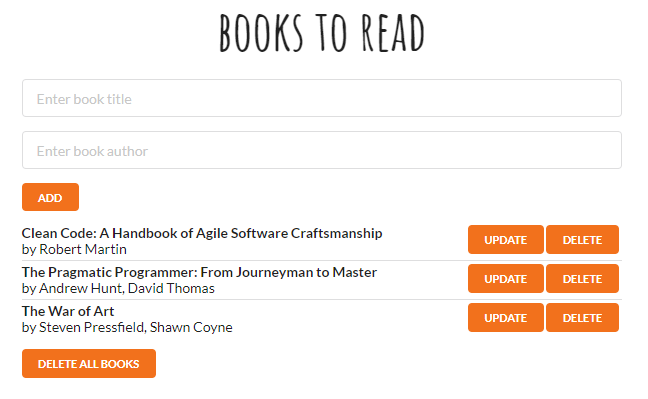 BOOKS TO READ
Enter book title
Enter book author
ADD
Clean Code: A Handbook of Agile Software Craftsmanship
by Robert Martin
UPDATE DELETE
The Pragmatic Programmer: From Journeyman to Master
by Andrew Hunt, David Thomas
UPDATE DELETE
The War of Art
by Steven Pressfield, Shawn Coyne
UPDATE DELETE
DELETE ALL BOOKS